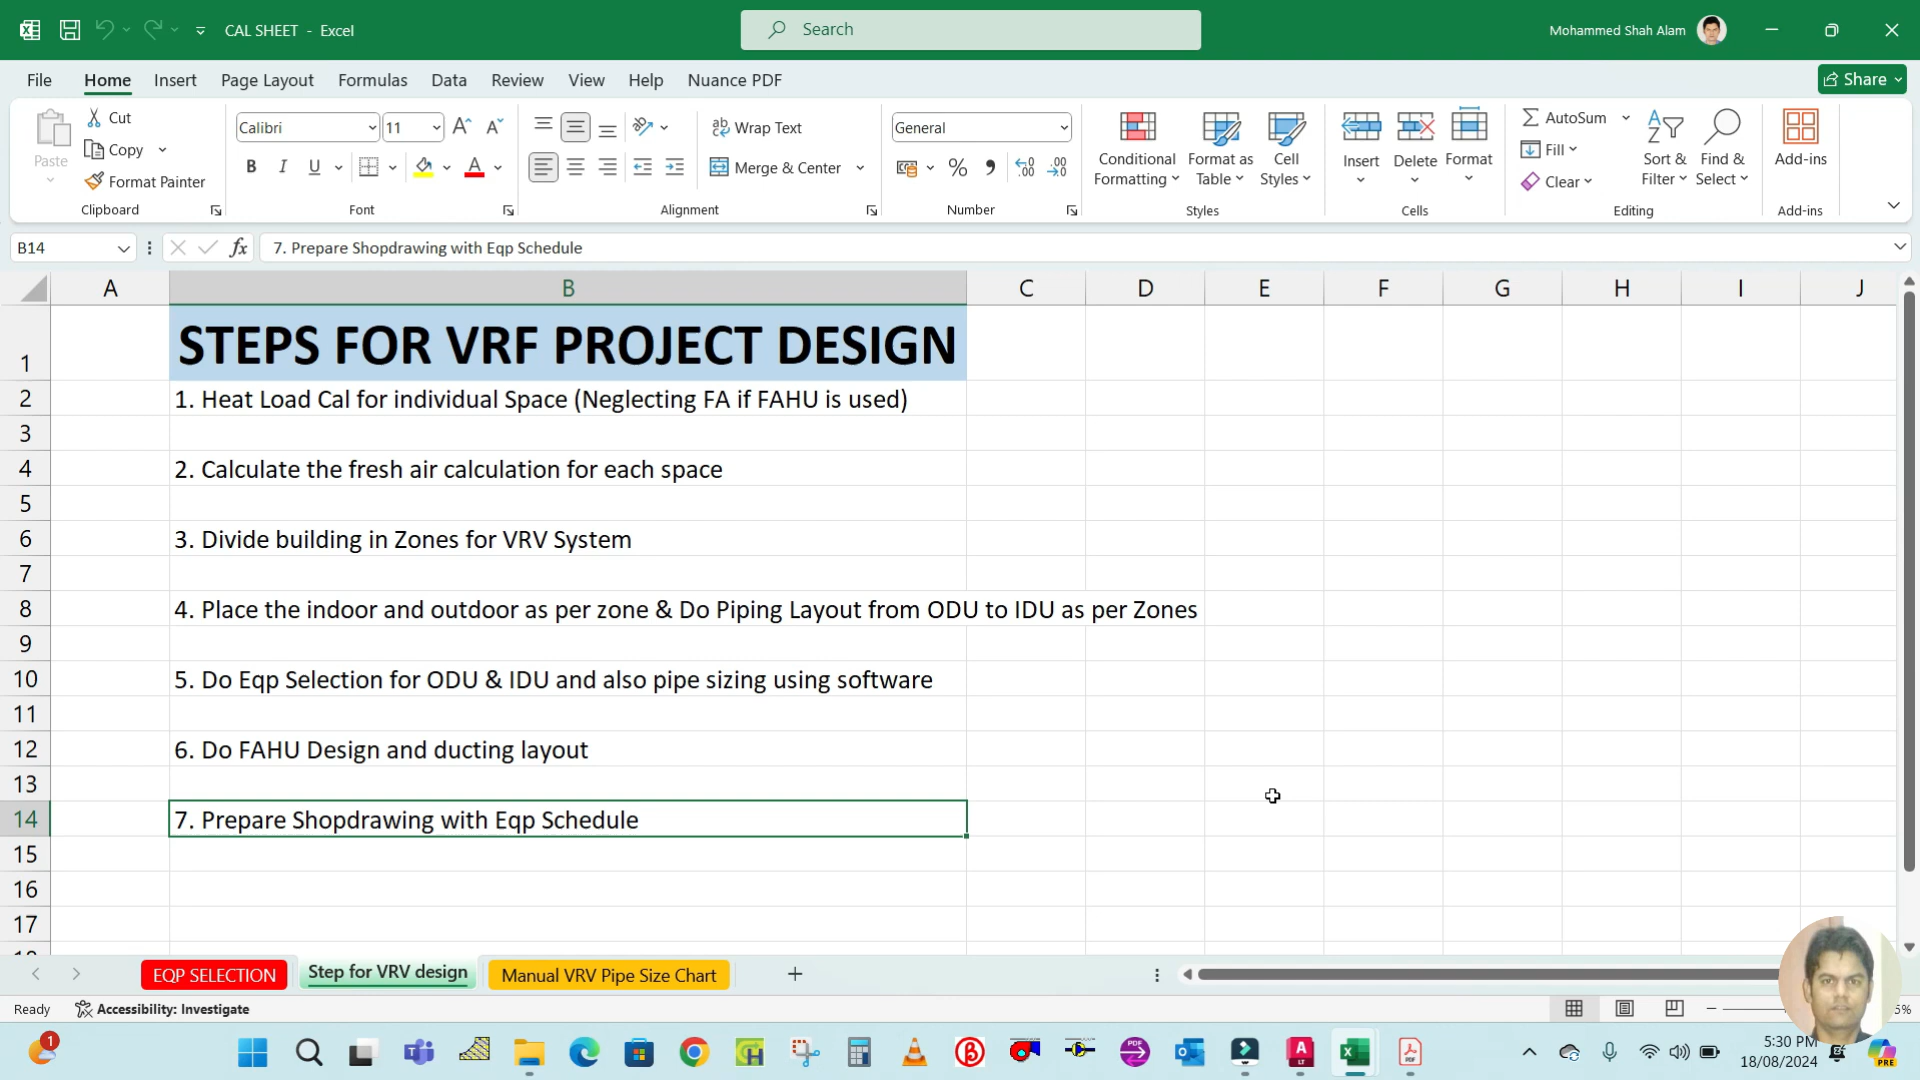 CAL SHEET - Excel
Search
Mohammed Shah Alam
File Home Insert Page Layout Formulas Data Review View Help Nuance PDF
Share
Paste
Cut
Copy
Format Painter
Clipboard
Calibri 11
B I U
Font
Wrap Text
Merge & Center
Alignment
General
Number
Conditional Formatting
Format as Table
Cell Styles
Styles
Insert Delete Format
Cells
AutoSum
Fill
Clear
Sort & Filter
Find & Select
Editing
Add-ins
Add-ins
B14
fx
7. Prepare Shopdrawing with Eqp Schedule
A B C D E F G H I J
1 STEPS FOR VRF PROJECT DESIGN
2 1. Heat Load Cal for individual Space (Neglecting FA if FAHU is used)
3
4 2. Calculate the fresh air calculation for each space
5
6 3. Divide building in Zones for VRV System
7
8 4. Place the indoor and outdoor as per zone & Do Piping Layout from ODU to IDU as per Zones
9
10 5. Do Eqp Selection for ODU & IDU and also pipe sizing using software
11
12 6. Do FAHU Design and ducting layout
13
14 7. Prepare Shopdrawing with Eqp Schedule
15
16
17
EQP SELECTION Step for VRV design Manual VRV Pipe Size Chart
Ready Accessibility: Investigate
1
5:30 PM
18/08/2024
PRE